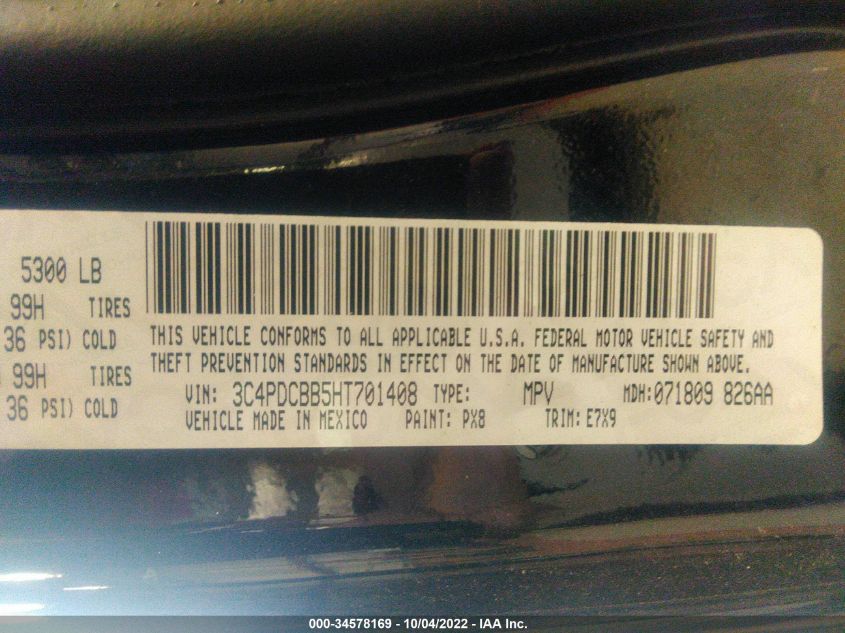 5300 LB
99H TIRES
36 PSI) COLD
99H TIRES
36 PSI) COLD
THIS VEHICLE CONFORMS TO ALL APPLICABLE U.S.A. FEDERAL MOTOR VEHICLE SAFETY AND
THEFT PREVENTION STANDARDS IN EFFECT ON THE DATE OF MANUFACTURE SHOWN ABOVE.
VIN: 3C4PDCBB5HT701408 TYPE: MPV MDH:071809 826AA
VEHICLE MADE IN MEXICO PAINT: PX8 TRIM: E7X9
000-34578169 - 10/04/2022 - IAA Inc.